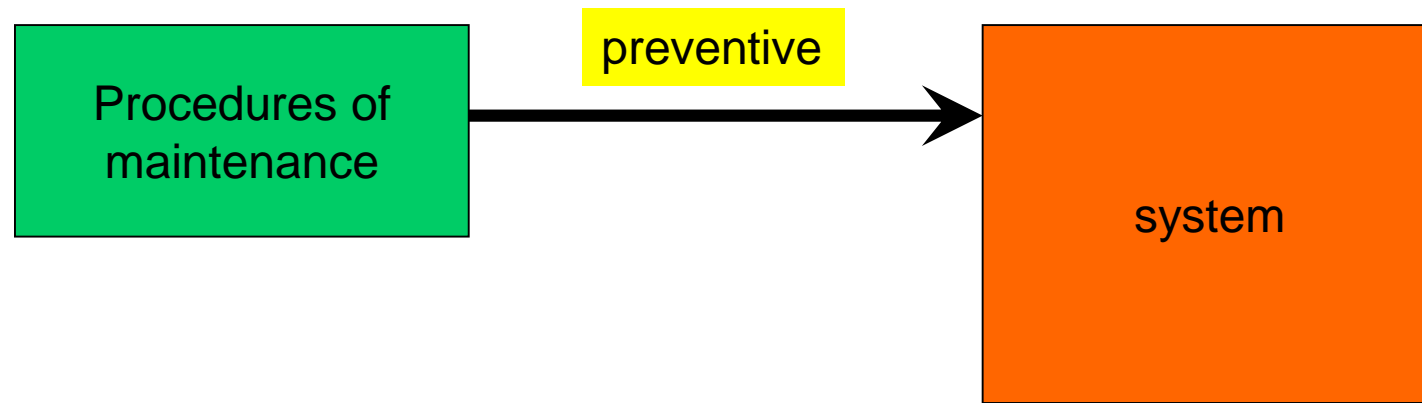 preventive
Procedures of
maintenance
system